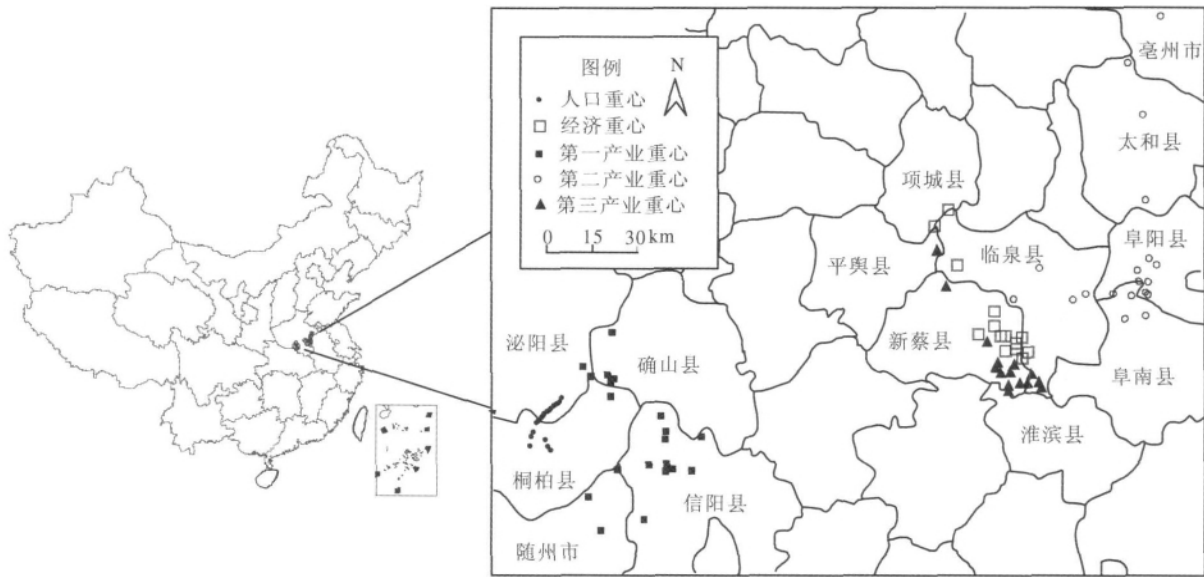 图例
N
人口重心
经济重心
第一产业重心
第二产业重心
第三产业重心
0 15 30 km
亳州市
太和县
项城县
阜阳县
临泉县
平舆县
新蔡县
泌阳县
确山县
阜南县
淮滨县
桐柏县
信阳县
随州市